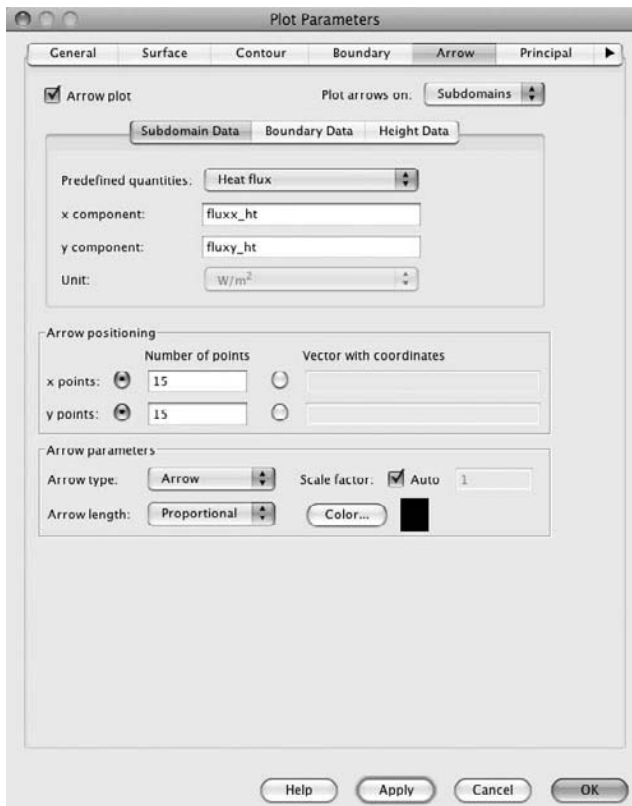 Plot Parameters
General Surface Contour Boundary Arrow Principal
Arrow plot Plot arrows on: Subdomains
Subdomain Data Boundary Data Height Data
Predefined quantities: Heat flux
x component: fluxx_ht
y component: fluxy_ht
Unit: W/m²
Arrow positioning
Number of points Vector with coordinates
x points: 15
y points: 15
Arrow parameters
Arrow type: Arrow Scale factor: Auto 1
Arrow length: Proportional Color...
Help Apply Cancel OK